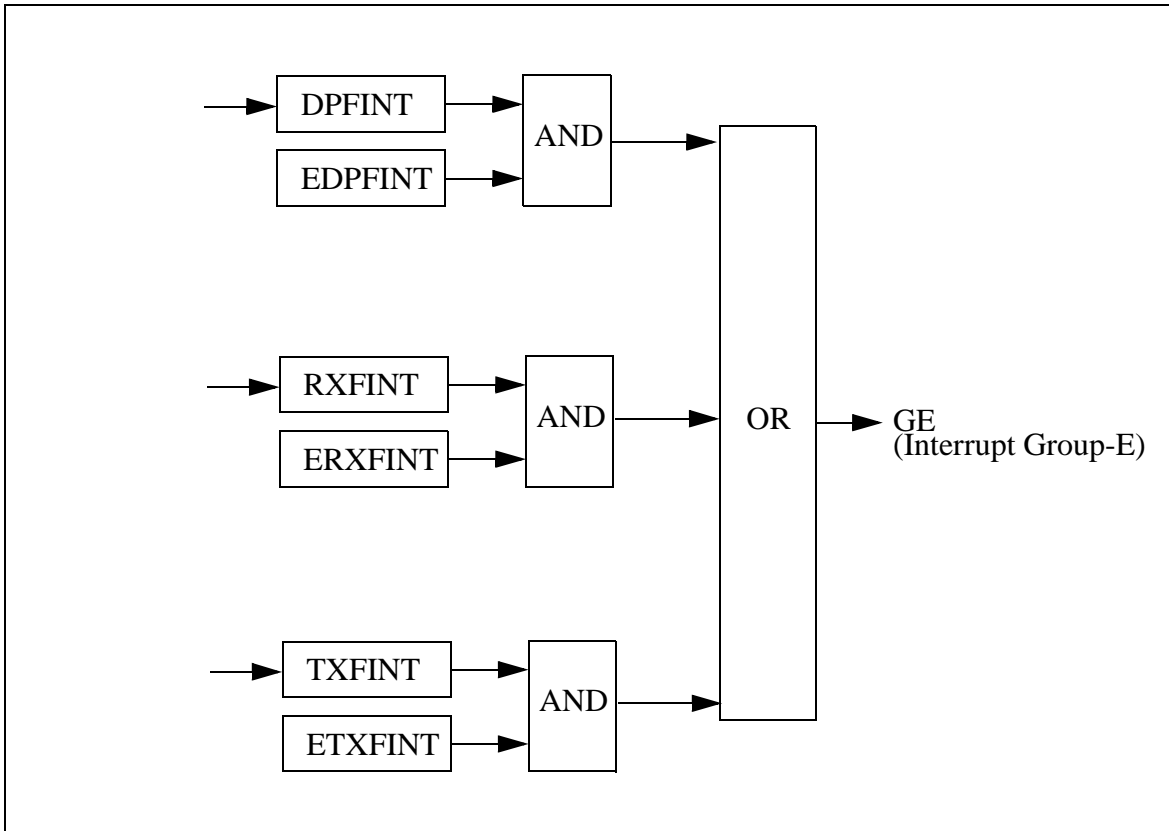 DPFINT
EDPFINT
AND
RXFINT
ERXFINT
AND
OR
GE
(Interrupt Group-E)
TXFINT
ETXFINT
AND